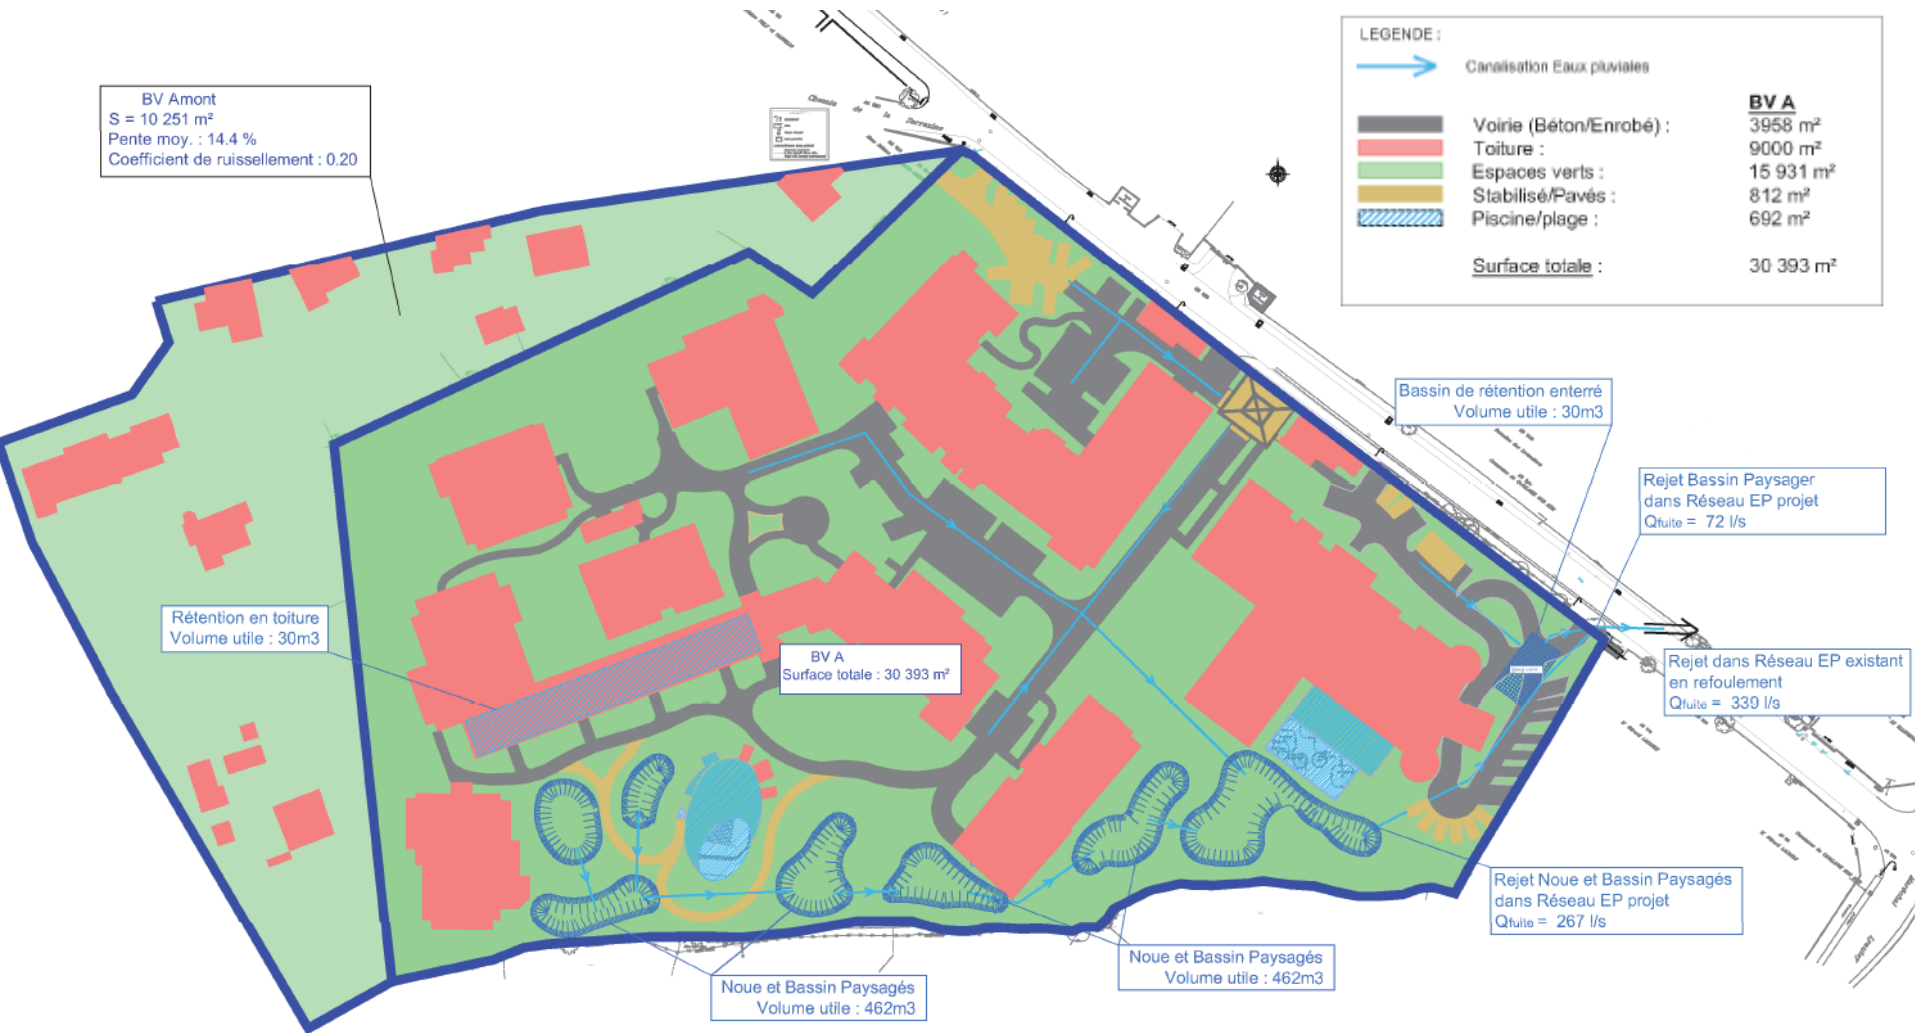 BV Amont
S = 10 251 m²
Pente moy. : 14.4 %
Coefficient de ruissellement : 0.20
Chemin de la Sarrazine
LEGENDE :
Canalisation Eaux pluviales
BV A
Voirie (Béton/Enrobé) : 3958 m²
Toiture : 9000 m²
Espaces verts : 15 931 m²
Stabilisé/Pavés : 812 m²
Piscine/plage : 692 m²
Surface totale : 30 393 m²
Bassin de rétention enterré
Volume utile : 30m3
Rejet Bassin Paysager
dans Réseau EP projet
Qfuite = 72 l/s
Rétention en toiture
Volume utile : 30m3
BV A
Surface totale : 30 393 m²
Rejet dans Réseau EP existant
en refoulement
Qfuite = 339 l/s
Rejet Noue et Bassin Paysagés
dans Réseau EP projet
Qfuite = 267 l/s
Noue et Bassin Paysagés
Volume utile : 462m3
Noue et Bassin Paysagés
Volume utile : 462m3